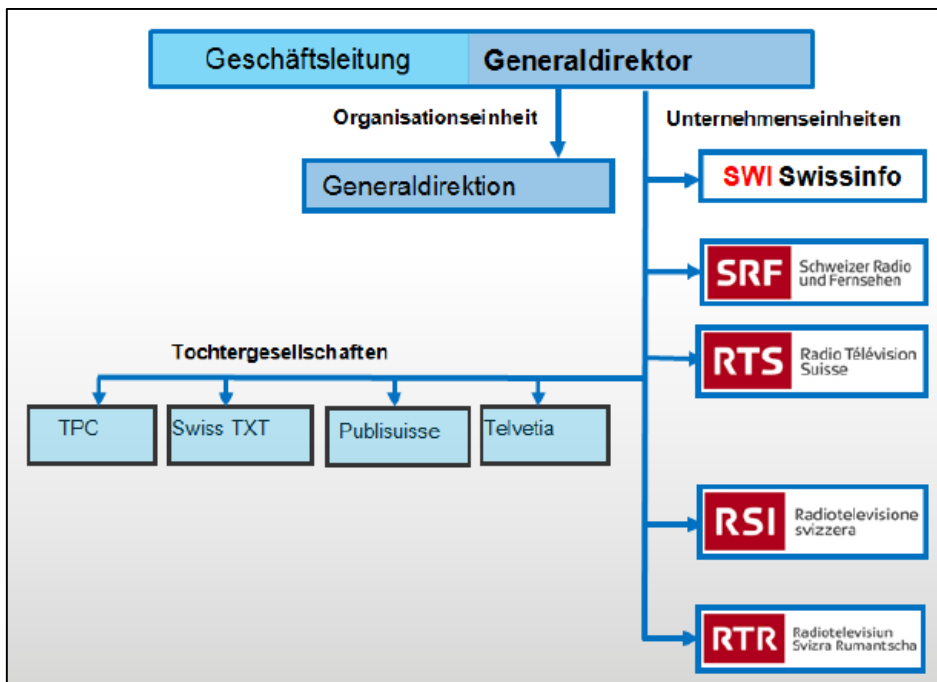 Geschäftsleitung Generaldirektor
Organisationseinheit
Generaldirektion
Unternehmenseinheiten
SWI Swissinfo
SRF Schweizer Radio
und Fernsehen
RTS Radio Télévision
Suisse
Tochtergesellschaften
TPC
Swiss TXT
Publisuisse
Telvetia
RSI Radiotelevisione
svizzera
RTR Radiotelevisiun
Svizra Rumantscha